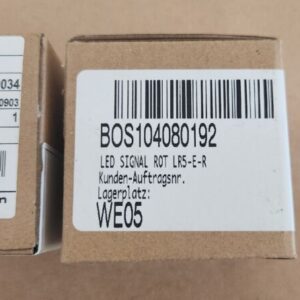 034
0903
1
n
BOS104080192
LED SIGNAL ROT LR5-E-R
Kunden-Auftragsnr.
Lagerplatz:
WE05